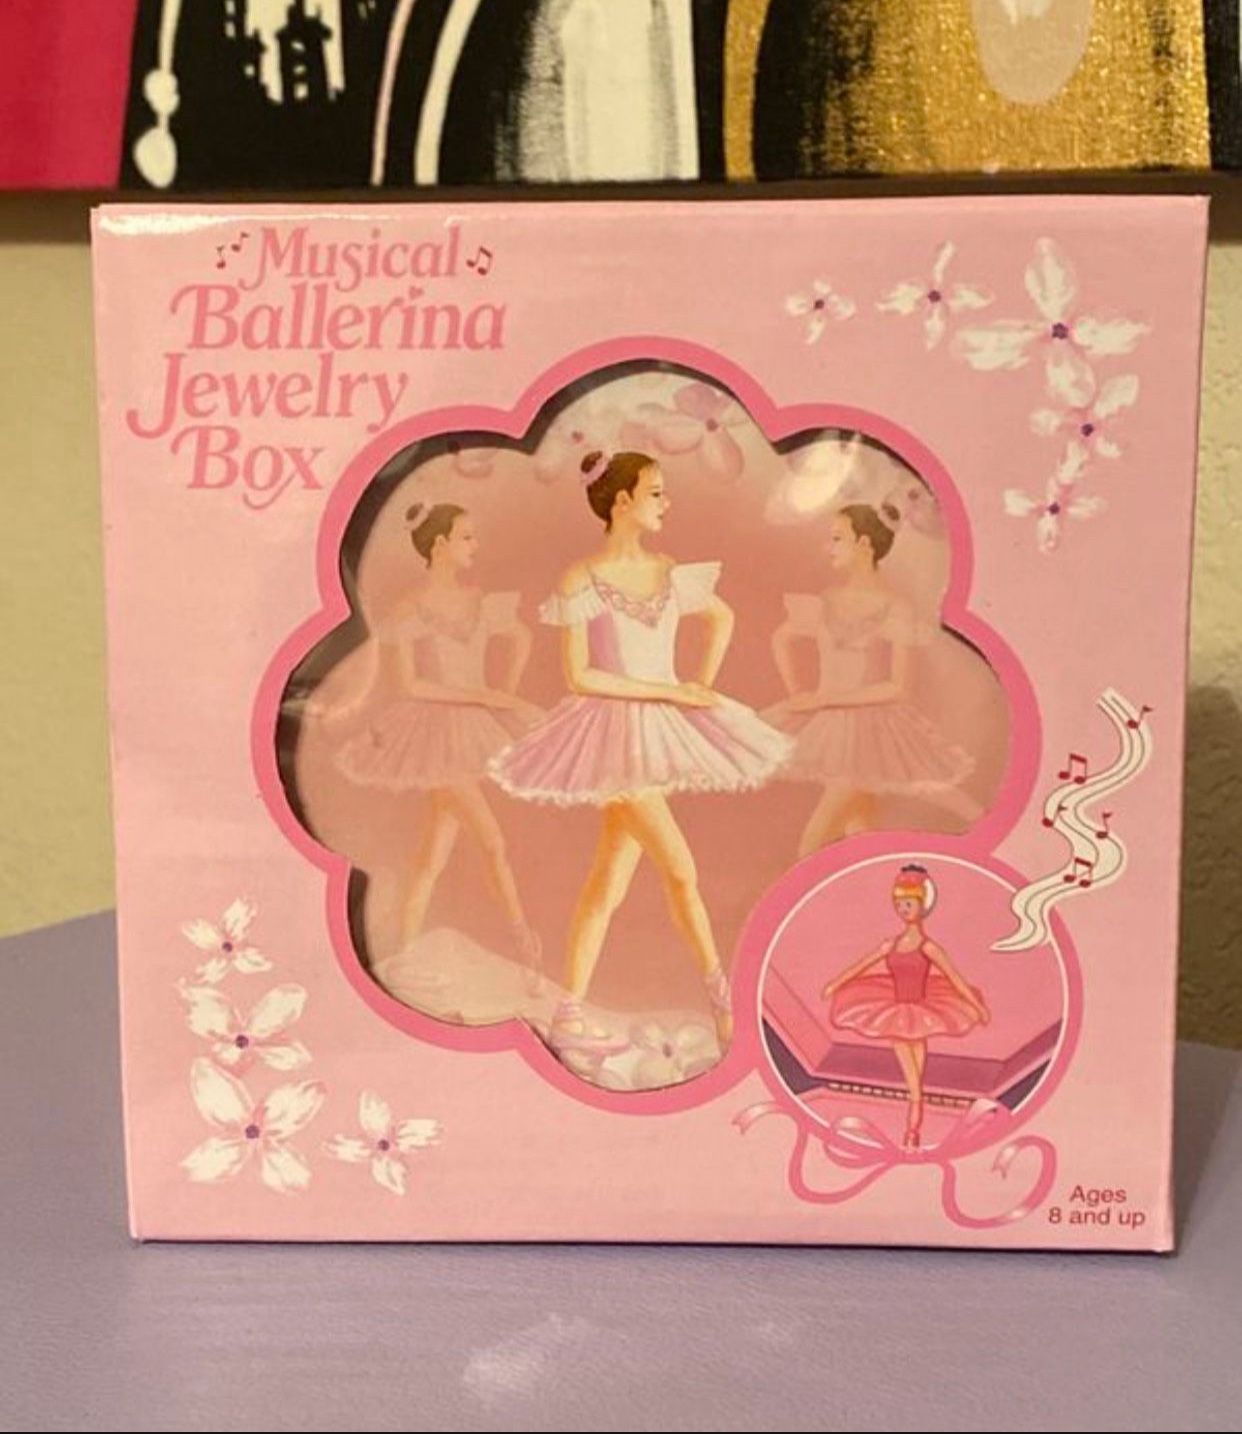 Musical
Ballerina
Jewelry
Box
Ages
8 and up